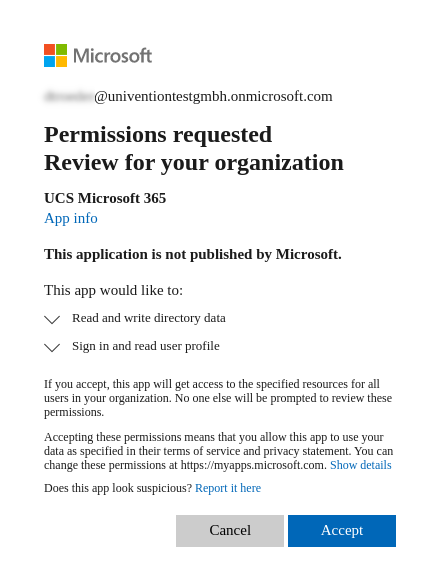 Microsoft
@univentiontestgmbh.onmicrosoft.com
Permissions requested
Review for your organization
UCS Microsoft 365
App info
This application is not published by Microsoft.
This app would like to:
Read and write directory data
Sign in and read user profile
If you accept, this app will get access to the specified resources for all
users in your organization. No one else will be prompted to review these
permissions.
Accepting these permissions means that you allow this app to use your
data as specified in their terms of service and privacy statement. You can
change these permissions at https://myapps.microsoft.com. Show details
Does this app look suspicious? Report it here
Cancel Accept